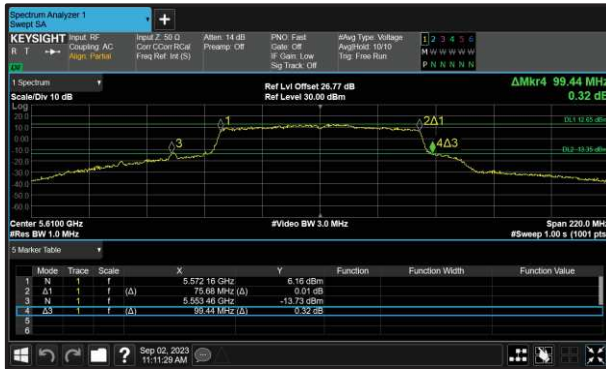 Spectrum Analyzer 1
Swept SA
+
KEYSIGHT Input: RF Input Z: 50 Ω Atten: 14 dB PNO: Fast #Avg Type: Voltage 1 2 3 4 5 6
R T Coupling: AC Corr CCorr RCal Preamp: Off Gate: Off Avg|Hold: 10/10 M W W W W W
Align: Partial Freq Ref: Int (S) IF Gain: Low Trig: Free Run P N N N N N
Sig Track: Off
1 Spectrum Ref Lvl Offset 26.77 dB ΔMkr4 99.44 MHz
Scale/Div 10 dB Ref Level 30.00 dBm 0.32 dB
Log
20.0 1 2Δ1 DL1 12.65 dBm
10.0
0.00 3 4Δ3
-10.0 DL2 -13.35 dBm
-20.0
-30.0
-40.0
-50.0
-60.0
Center 5.6100 GHz #Video BW 3.0 MHz Span 220.0 MHz
#Res BW 1.0 MHz #Sweep 1.00 s (1001 pts)
5 Marker Table
Mode Trace Scale X Y Function Function Width Function Value
1 N 1 f 5.572 16 GHz 6.16 dBm
2 Δ1 1 f (Δ) 75.68 MHz (Δ) 0.01 dB
3 N 1 f 5.553 46 GHz -13.73 dBm
4 Δ3 1 f (Δ) 99.44 MHz (Δ) 0.32 dB
5
6
? Sep 02, 2023
11:11:29 AM